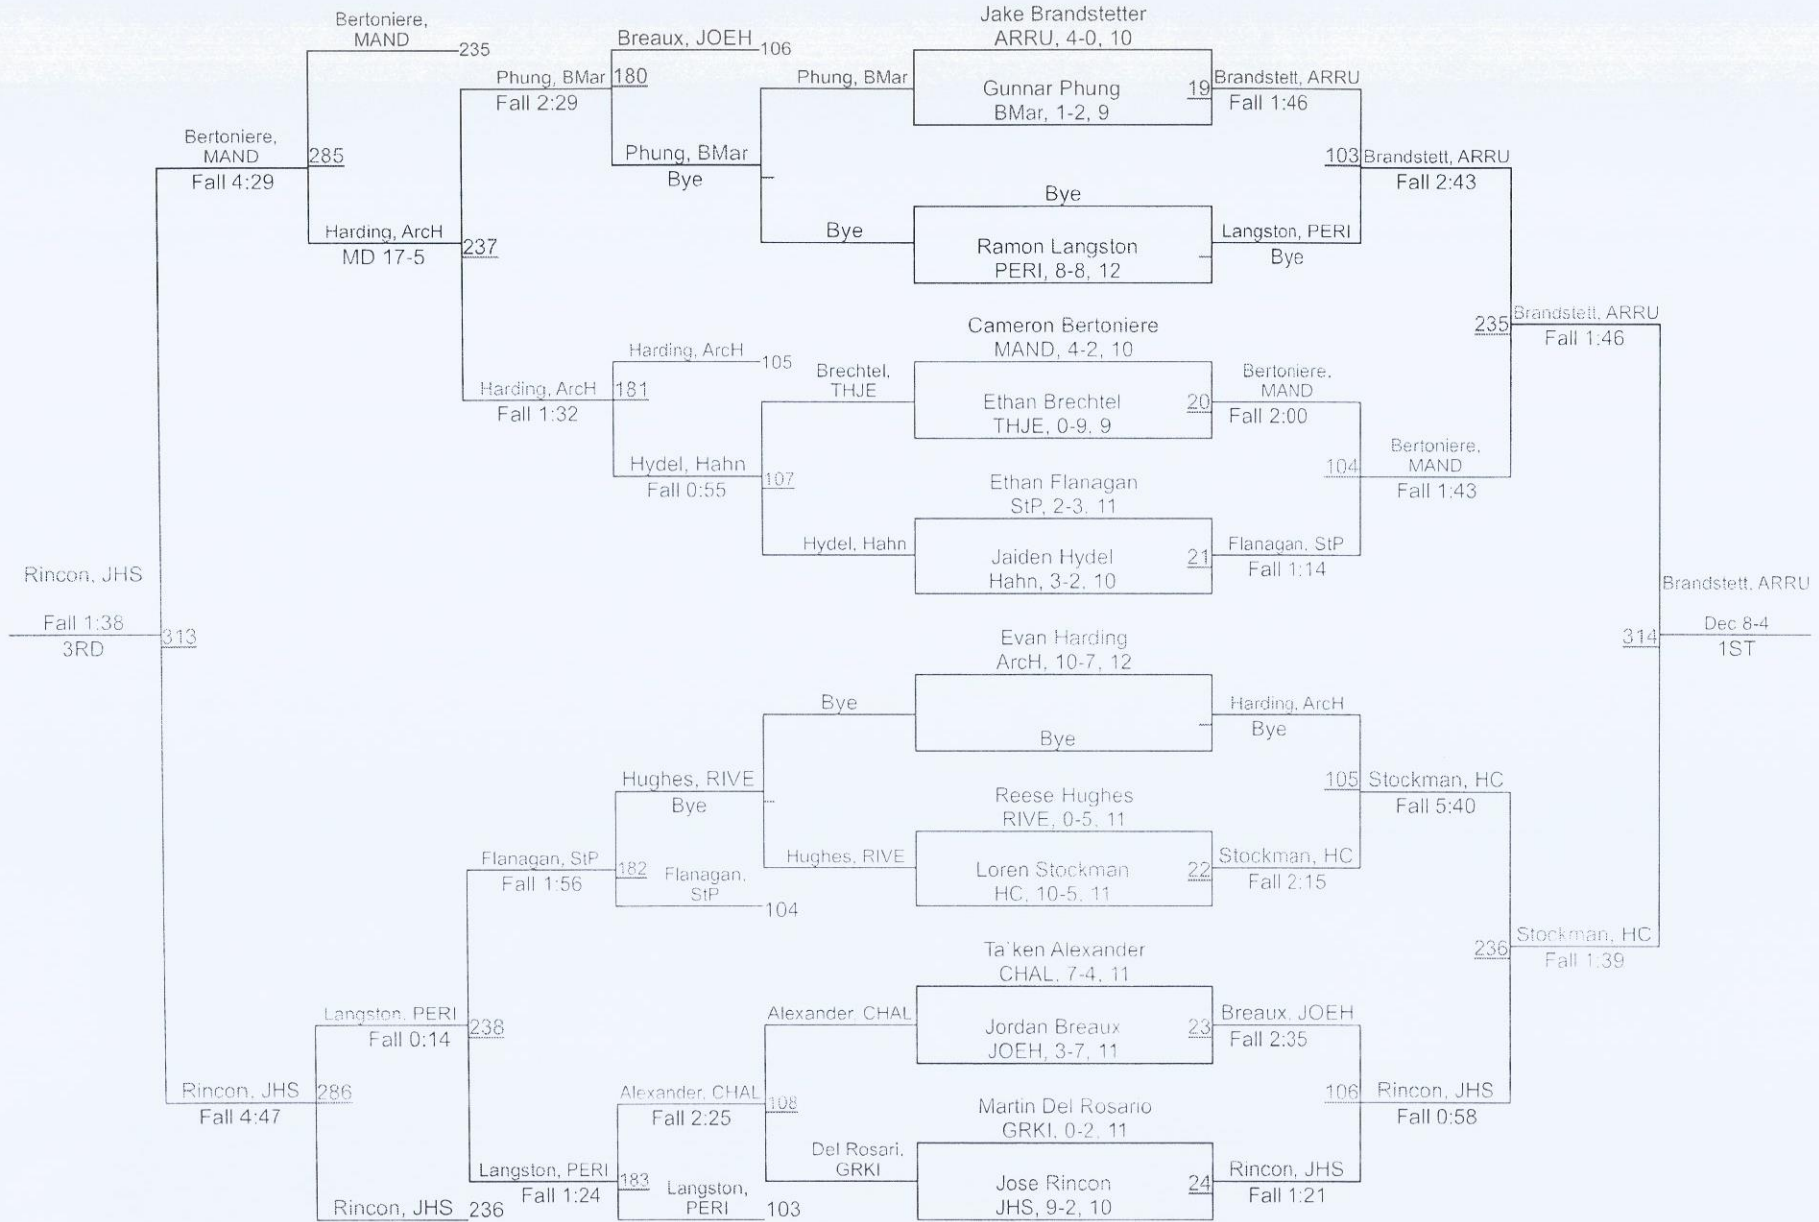 Jake Brandstetter
ARRU, 4-0, 10
Bertoniere,
MAND
235
Breaux, JOEH
106
Phung, BMar
180
Fall 2:29
Phung, BMar
Gunnar Phung
BMar, 1-2, 9
19
Brandstett, ARRU
Fall 1:46
Bertoniere,
MAND
285
Fall 4:29
Phung, BMar
Bye
103
Brandstett, ARRU
Fall 2:43
Bye
Harding, ArcH
MD 17-5
237
Bye
Ramon Langston
PERI, 8-8, 12
Langston, PERI
Bye
Cameron Bertoniere
MAND, 4-2, 10
235
Brandstett, ARRU
Fall 1:46
Harding, ArcH
105
Harding, ArcH
181
Fall 1:32
Brechtel,
THJE
Ethan Brechtel
THJE, 0-9, 9
20
Bertoniere,
MAND
Fall 2:00
Hydel, Hahn
Fall 0:55
107
Ethan Flanagan
StP, 2-3, 11
104
Bertoniere,
MAND
Fall 1:43
Hydel, Hahn
Jaiden Hydel
Hahn, 3-2, 10
21
Flanagan, StP
Fall 1:14
Rincon, JHS
Fall 1:38
3RD
313
Brandstett, ARRU
314
Dec 8-4
1ST
Evan Harding
ArcH, 10-7, 12
Bye
Bye
Harding, ArcH
Bye
Hughes, RIVE
Bye
Reese Hughes
RIVE, 0-5, 11
105
Stockman, HC
Fall 5:40
Flanagan, StP
Fall 1:56
182
Flanagan,
StP
104
Hughes, RIVE
Loren Stockman
HC, 10-5, 11
22
Stockman, HC
Fall 2:15
Ta`ken Alexander
CHAL, 7-4, 11
236
Stockman, HC
Fall 1:39
Langston, PERI
Fall 0:14
238
Alexander, CHAL
Jordan Breaux
JOEH, 3-7, 11
23
Breaux, JOEH
Fall 2:35
Rincon, JHS
286
Fall 4:47
Alexander, CHAL
Fall 2:25
108
Martin Del Rosario
GRKI, 0-2, 11
106
Rincon, JHS
Fall 0:58
Del Rosari,
GRKI
Langston, PERI
Fall 1:24
183
Langston,
PERI
103
Jose Rincon
JHS, 9-2, 10
24
Rincon, JHS
Fall 1:21
Rincon, JHS
236